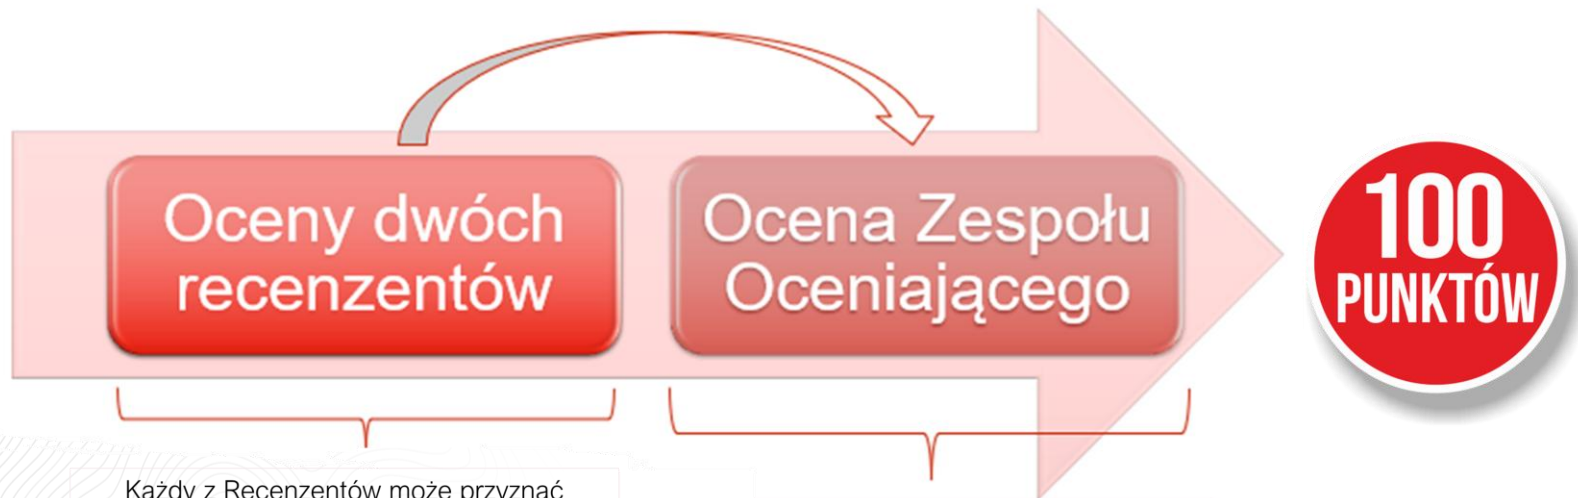 Oceny dwóch
recenzentów
Ocena Zespołu
Oceniającego
100
PUNKTÓW
Każdy z Recenzentów może przyznać